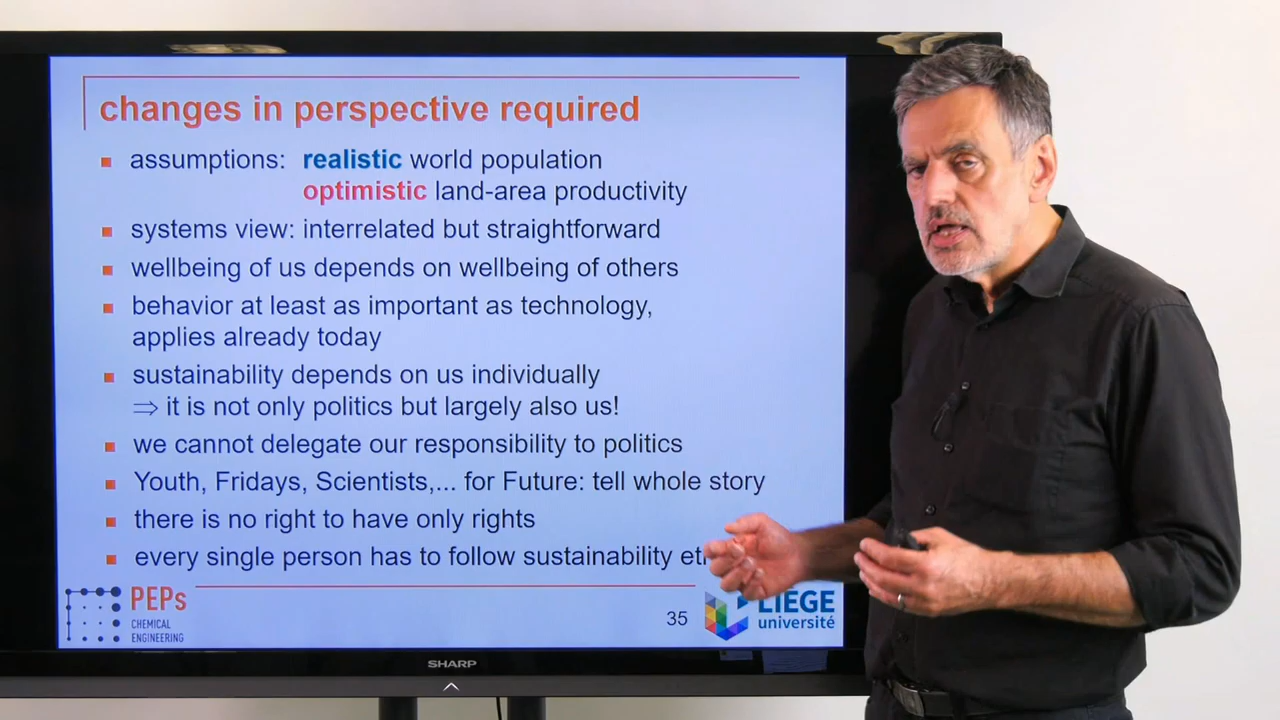 changes in perspective required
assumptions: realistic world population
optimistic land-area productivity
systems view: interrelated but straightforward
wellbeing of us depends on wellbeing of others
behavior at least as important as technology,
applies already today
sustainability depends on us individually
⇒ it is not only politics but largely also us!
we cannot delegate our responsibility to politics
Youth, Fridays, Scientists,... for Future: tell whole story
there is no right to have only rights
every single person has to follow sustainability
PEPs
CHEMICAL
ENGINEERING
35
LIEGE
université
SHARP